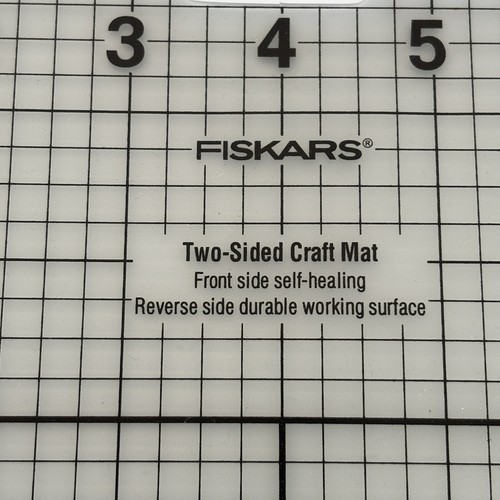 3 4 5
FISKARS®
Two-Sided Craft Mat
Front side self-healing
Reverse side durable working surface